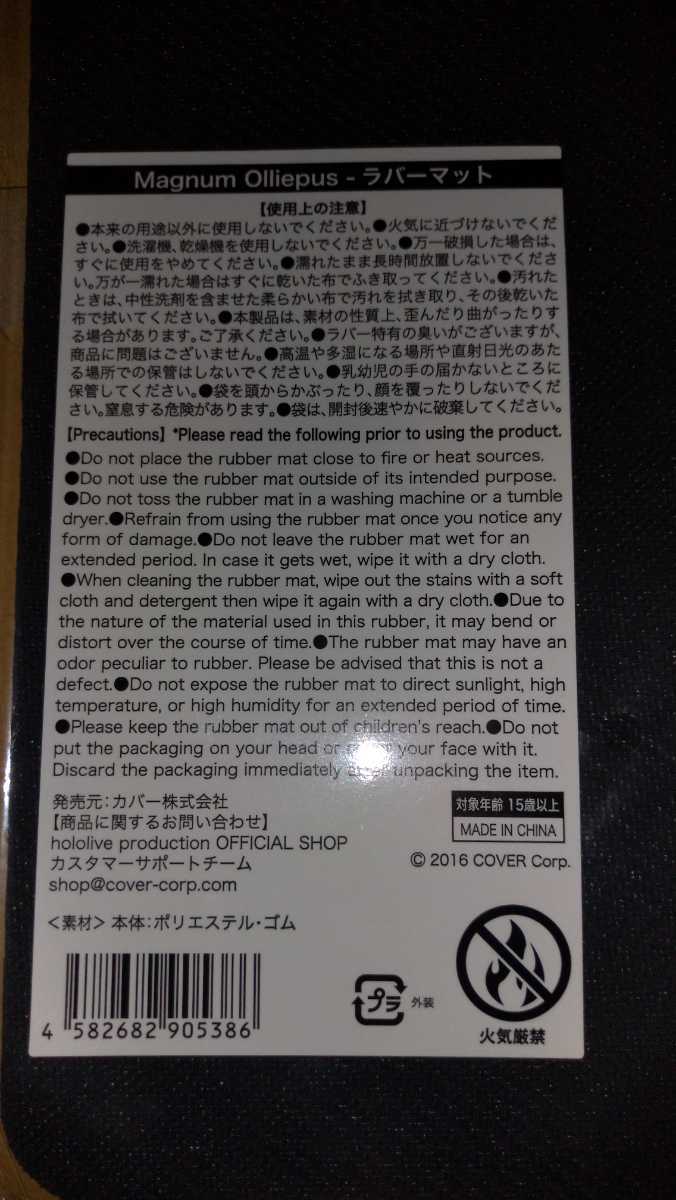 Magnum Olliepus - ラバーマット
【使用上の注意】
●本来の用途以外に使用しないでください。●火気に近づけないでくだ
さい。●洗濯機、乾燥機を使用しないでください。●万一破損した場合は、
すぐに使用をやめてください。●濡れたまま長時間放置しないでくださ
い。万が一濡れた場合はすぐに乾いた布でふき取ってください。●汚れた
ときは、中性洗剤を含ませた柔らかい布で汚れを拭き取り、その後乾いた
布で拭いてください。●本製品は、素材の性質上、歪んだり曲がったりす
る場合があります。ご了承ください。●ラバー特有の臭いがございますが、
商品に問題はございません。●高温や多湿になる場所や直射日光のあた
る場所での保管はしないでください。●乳幼児の手の届かないところに
保管してください。●袋を頭からかぶったり、顔を覆ったりしないでくだ
さい。窒息する危険があります。●袋は、開封後速やかに破棄してください。
【Precautions】*Please read the following prior to using the product.
●Do not place the rubber mat close to fire or heat sources.
●Do not use the rubber mat outside of its intended purpose.
●Do not toss the rubber mat in a washing machine or a tumble
dryer.●Refrain from using the rubber mat once you notice any
form of damage.●Do not leave the rubber mat wet for an
extended period. In case it gets wet, wipe it with a dry cloth.
●When cleaning the rubber mat, wipe out the stains with a soft
cloth and detergent then wipe it again with a dry cloth.●Due to
the nature of the material used in this rubber, it may bend or
distort over the course of time.●The rubber mat may have an
odor peculiar to rubber. Please be advised that this is not a
defect.●Do not expose the rubber mat to direct sunlight, high
temperature, or high humidity for an extended period of time.
●Please keep the rubber mat out of children's reach.●Do not
put the packaging on your head or your face with it.
Discard the packaging immediately after unpacking the item.
発売元：カバー株式会社
【商品に関するお問い合わせ】
hololive production OFFICIAL SHOP
カスタマーサポートチーム
shop@cover-corp.com
対象年齢 15歳以上
MADE IN CHINA
© 2016 COVER Corp.
＜素材＞ 本体：ポリエステル・ゴム
4 582682 905386
プラ 外装
火気厳禁